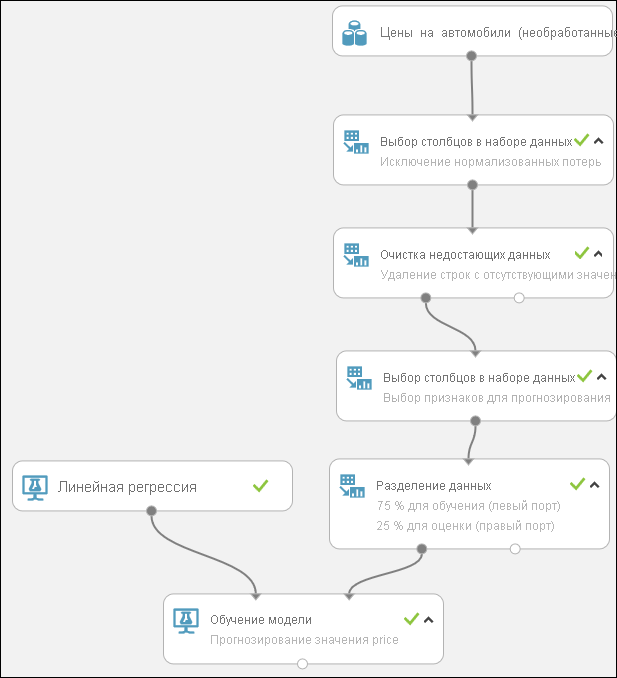 Цены на автомобили (необработанные
Выбор столбцов в наборе данных
Исключение нормализованных потерь
Очистка недостающих данных
Удаление строк с отсутствующими значен
Выбор столбцов в наборе данных
Выбор признаков для прогнозирования
Линейная регрессия
Разделение данных
75 % для обучения (левый порт)
25 % для оценки (правый порт)
Обучение модели
Прогнозирование значения price